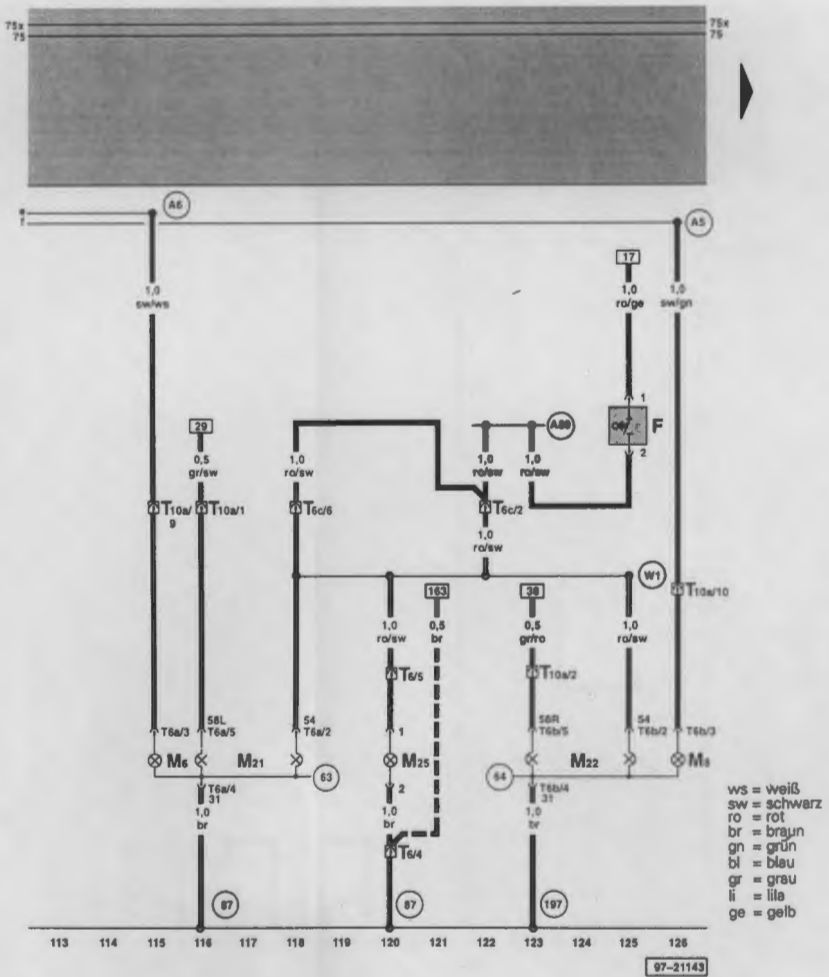 75x 75x
75 75
A6
A5
17
1,0 sw/ws
1,0 ro/ge
1,0 sw/gn
1
29
A89
F
2
0,5 gr/sw
1,0 ro/sw
1,0 ro/sw
1,0 ro/sw
T10a/9
T10a/1
T6c/6
T6c/2
1,0 ro/sw
W1
163
38
T10a/10
1,0 ro/sw
0,5 br
0,5 gr/ro
1,0 ro/sw
T6/5
T10a/2
T6a/3
58L T6a/5
54 T6a/2
1
58R T6b/5
54 T6b/2
T6b/3
M6
M21
63
M25
64
M22
M8
T6a/4 31
2
T6b/4 31
1,0 br
1,0 br
1,0 br
T6/4
87
87
197
ws = weiß
sw = schwarz
ro = rot
br = braun
gn = grün
bl = blau
gr = grau
li = lila
ge = gelb
113 114 115 116 117 118 119 120 121 122 123 124 125 126
97-21143